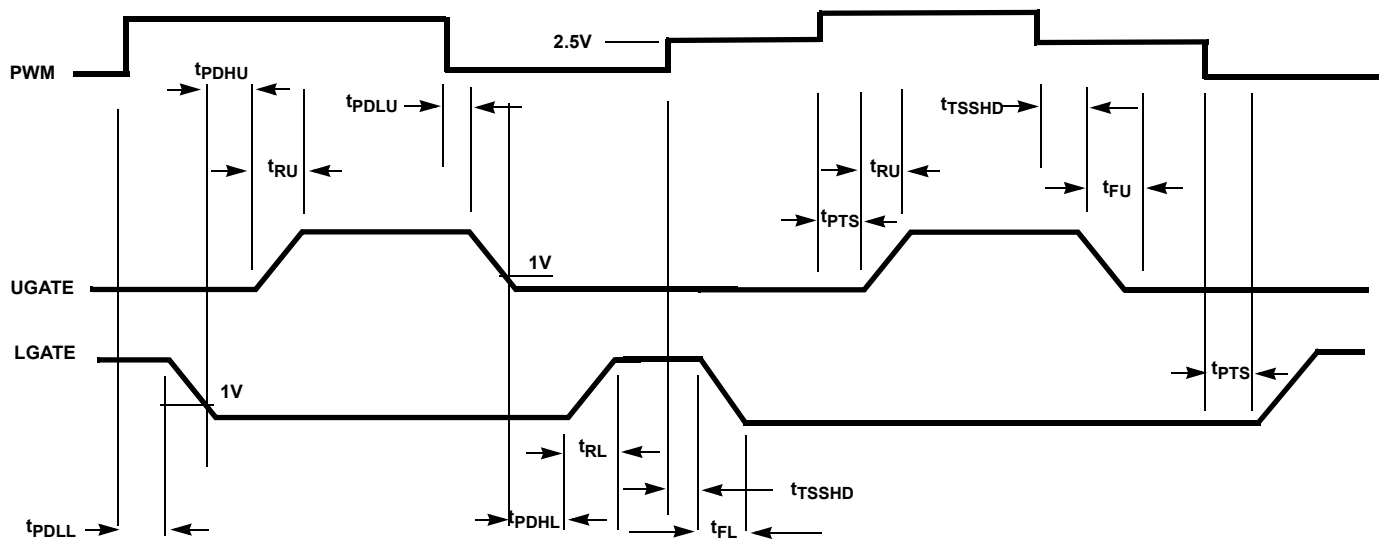 2.5V
PWM
tPDHU
tPDLU
tTSSHD
tRU
tRU
tFU
tPTS
1V
UGATE
LGATE
tPTS
1V
tRL
tTSSHD
tPDLL
tPDHL
tFL